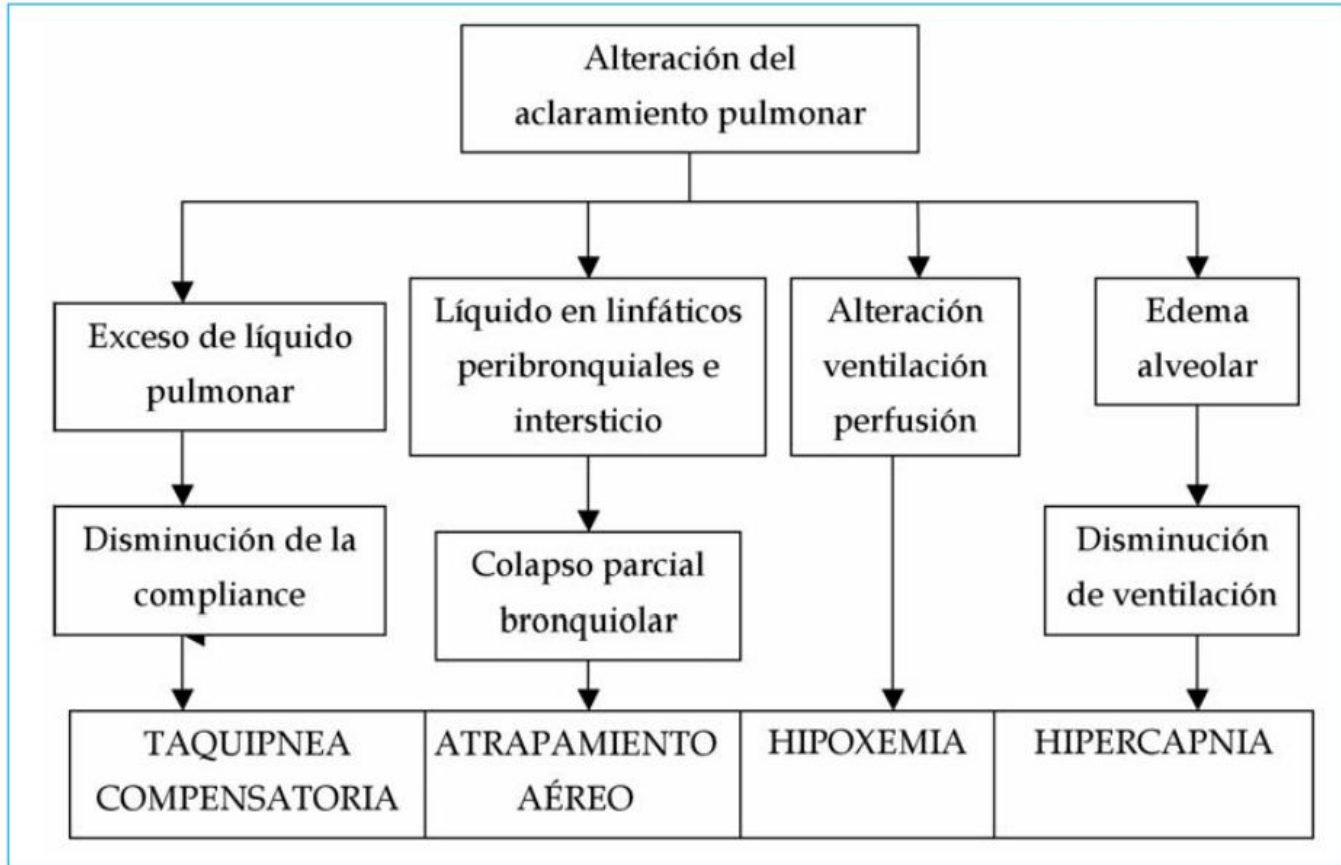 Alteración del
aclaramiento pulmonar
Exceso de líquido
pulmonar
Líquido en linfáticos
peribronquiales e
intersticio
Alteración
ventilación
perfusión
Edema
alveolar
Disminución de la
compliance
Colapso parcial
bronquiolar
Disminución
de ventilación
TAQUIPNEA
COMPENSATORIA
ATRAPAMIENTO
AÉREO
HIPOXEMIA
HIPERCAPNIA